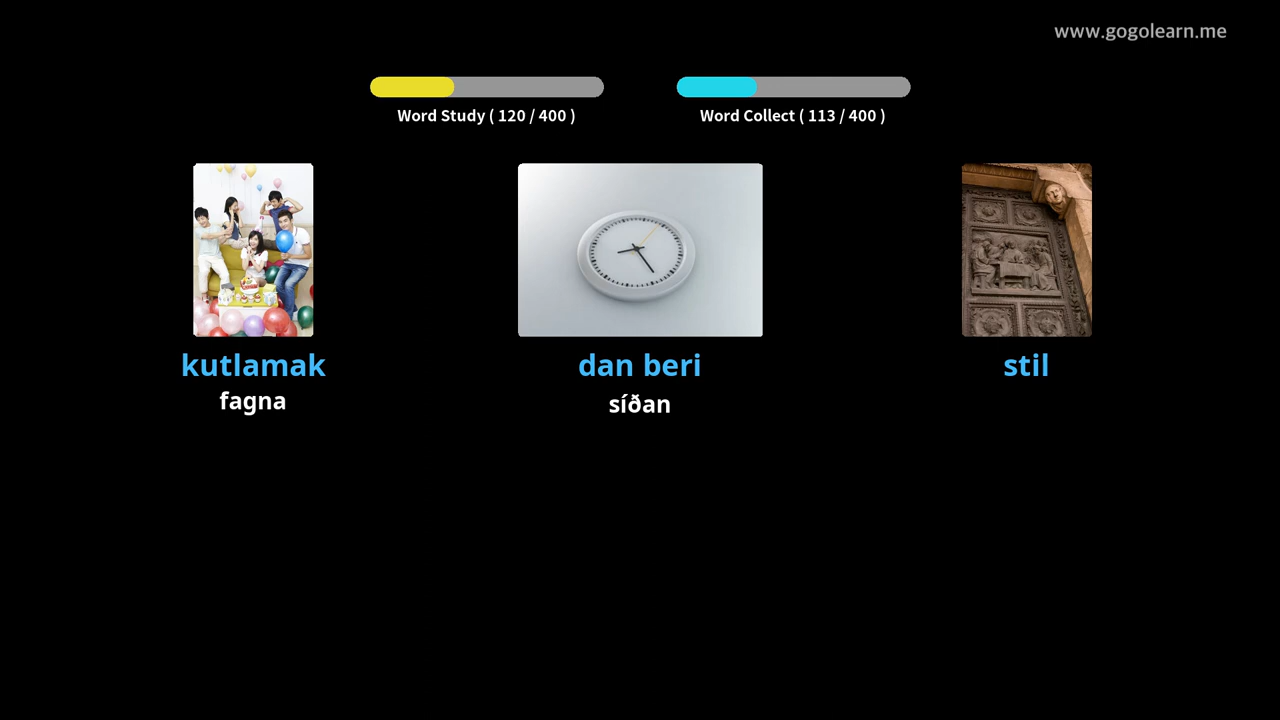 www.gogolearn.me
Word Study ( 120 / 400 )
Word Collect ( 113 / 400 )
kutlamak
fagna
dan beri
síðan
stil